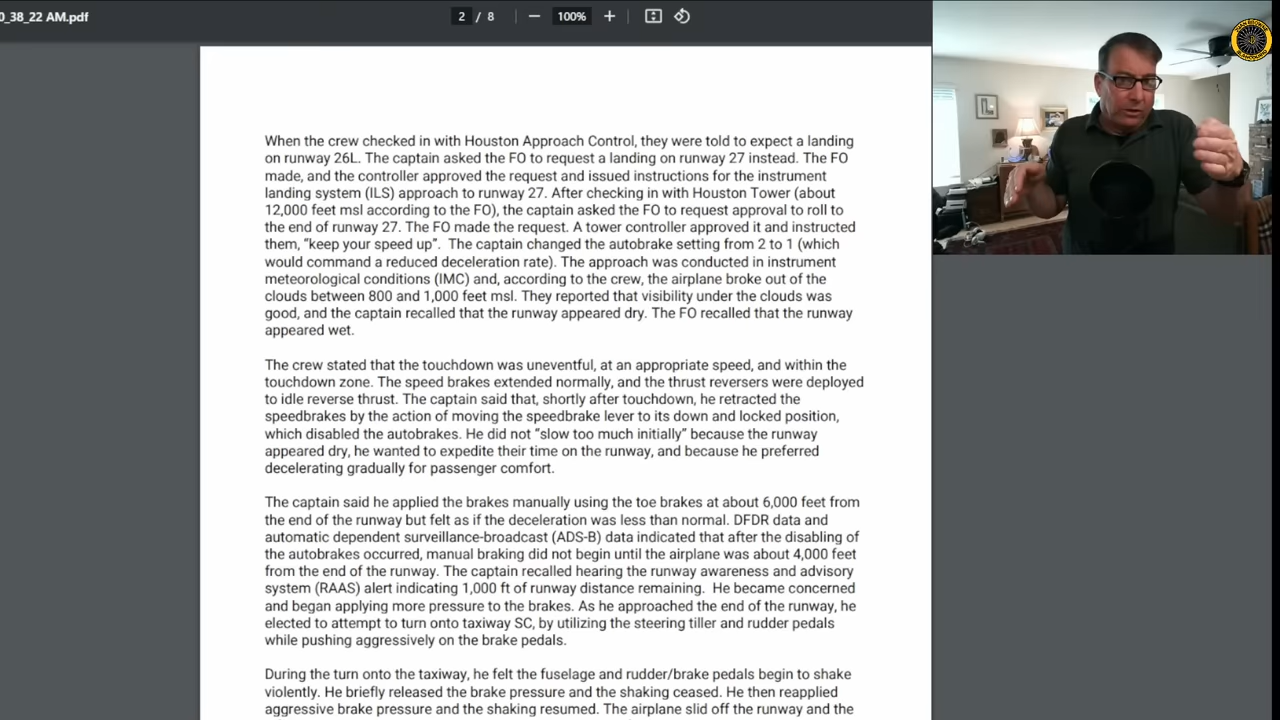 0_38_22 AM.pdf
2 / 8
100%
When the crew checked in with Houston Approach Control, they were told to expect a landing
on runway 26L. The captain asked the FO to request a landing on runway 27 instead. The FO
made, and the controller approved the request and issued instructions for the instrument
landing system (ILS) approach to runway 27. After checking in with Houston Tower (about
12,000 feet msl according to the FO), the captain asked the FO to request approval to roll to
the end of runway 27. The FO made the request. A tower controller approved it and instructed
them, “keep your speed up”. The captain changed the autobrake setting from 2 to 1 (which
would command a reduced deceleration rate). The approach was conducted in instrument
meteorological conditions (IMC) and, according to the crew, the airplane broke out of the
clouds between 800 and 1,000 feet msl. They reported that visibility under the clouds was
good, and the captain recalled that the runway appeared dry. The FO recalled that the runway
appeared wet.
The crew stated that the touchdown was uneventful, at an appropriate speed, and within the
touchdown zone. The speed brakes extended normally, and the thrust reversers were deployed
to idle reverse thrust. The captain said that, shortly after touchdown, he retracted the
speedbrakes by the action of moving the speedbrake lever to its down and locked position,
which disabled the autobrakes. He did not “slow too much initially” because the runway
appeared dry, he wanted to expedite their time on the runway, and because he preferred
decelerating gradually for passenger comfort.
The captain said he applied the brakes manually using the toe brakes at about 6,000 feet from
the end of the runway but felt as if the deceleration was less than normal. DFDR data and
automatic dependent surveillance-broadcast (ADS-B) data indicated that after the disabling of
the autobrakes occurred, manual braking did not begin until the airplane was about 4,000 feet
from the end of the runway. The captain recalled hearing the runway awareness and advisory
system (RAAS) alert indicating 1,000 ft of runway distance remaining. He became concerned
and began applying more pressure to the brakes. As he approached the end of the runway, he
elected to attempt to turn onto taxiway SC, by utilizing the steering tiller and rudder pedals
while pushing aggressively on the brake pedals.
During the turn onto the taxiway, he felt the fuselage and rudder/brake pedals begin to shake
violently. He briefly released the brake pressure and the shaking ceased. He then reapplied
aggressive brake pressure and the shaking resumed. The airplane slid off the runway and the